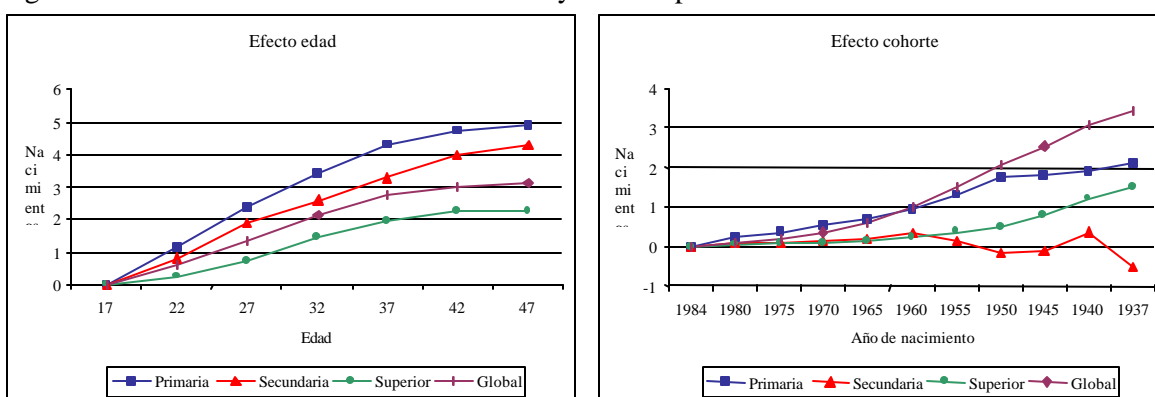 Efecto edad
6
5
4
3
2
1
0
Na
ci
mi
ent
17 22 27 32 37 42 47
Edad
Primaria Secundaria Superior Global
Efecto cohorte
4
3
2
1
0
-1
Na
ci
mi
ent
1984 1980 1975 1970 1965 1960 1955 1950 1945 1940 1937
Año de nacimiento
Primaria Secundaria Superior Global